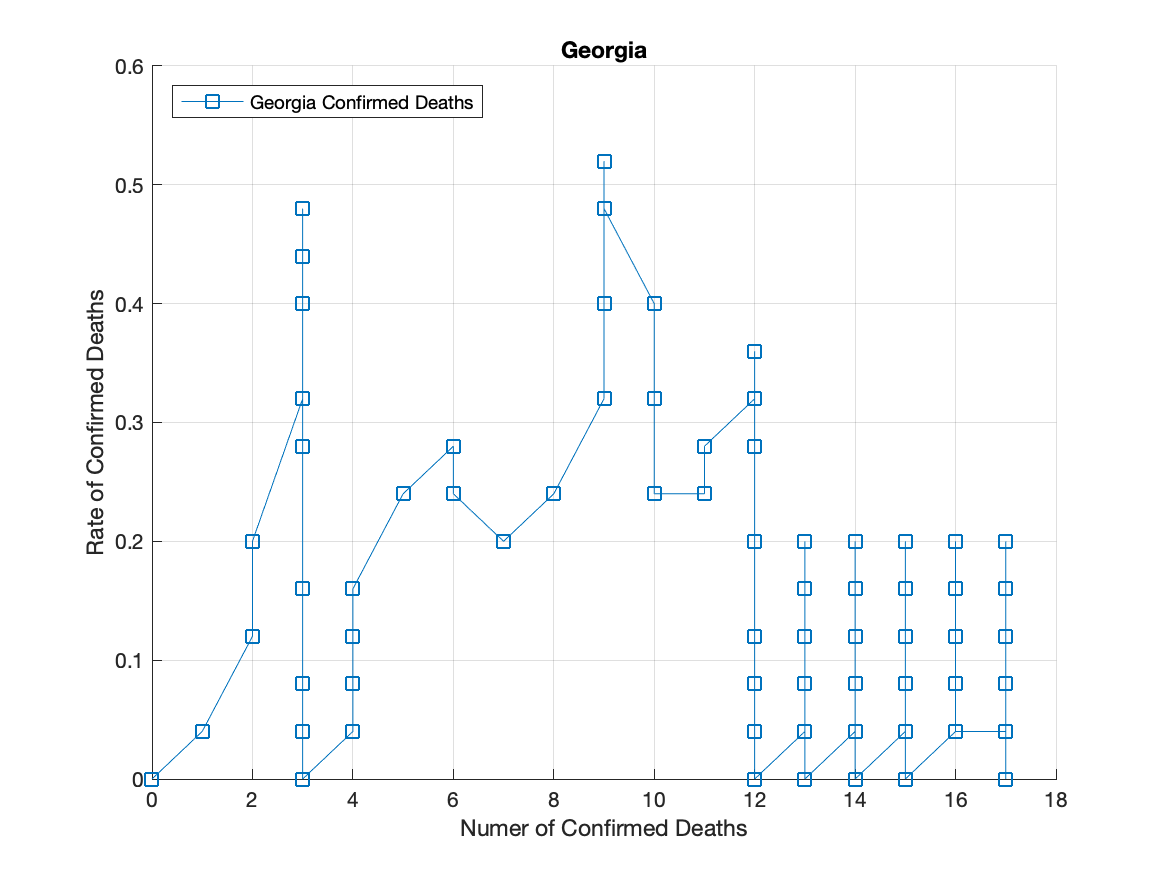 Georgia
Georgia Confirmed Deaths
0.6
0.5
0.4
0.3
0.2
0.1
0
0 2 4 6 8 10 12 14 16 18
Rate of Confirmed Deaths
Numer of Confirmed Deaths